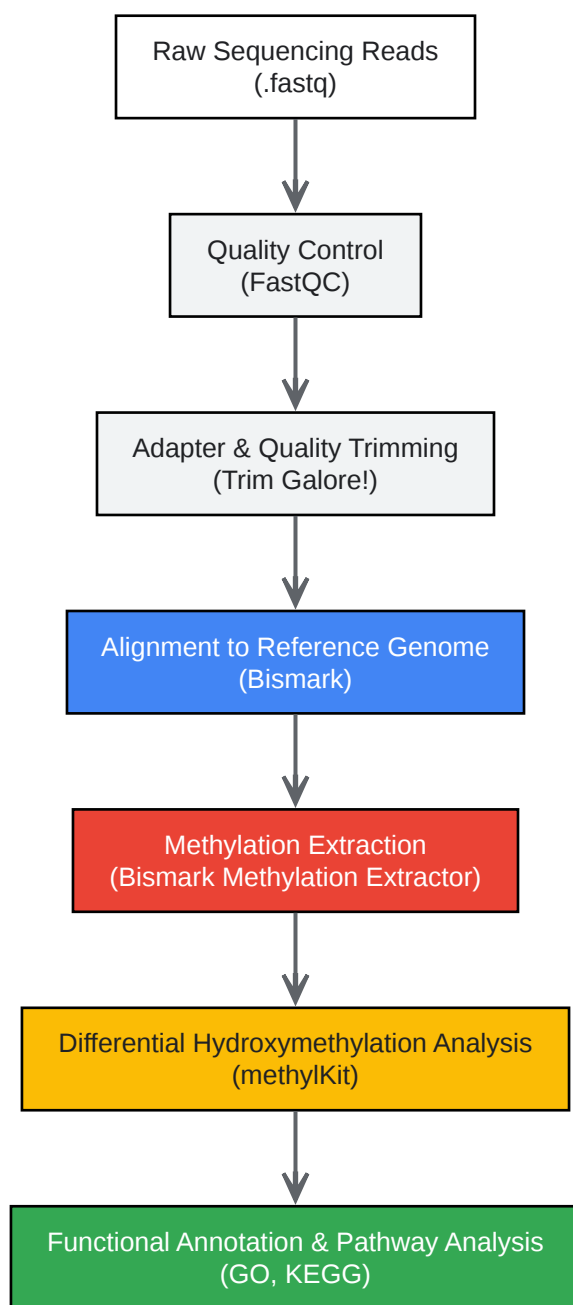 Raw Sequencing Reads
(.fastq)
Quality Control
(FastQC)
Adapter & Quality Trimming
(Trim Galore!)
Alignment to Reference Genome
(Bismark)
Methylation Extraction
(Bismark Methylation Extractor)
Differential Hydroxymethylation Analysis
(methylKit)
Functional Annotation & Pathway Analysis
(GO, KEGG)